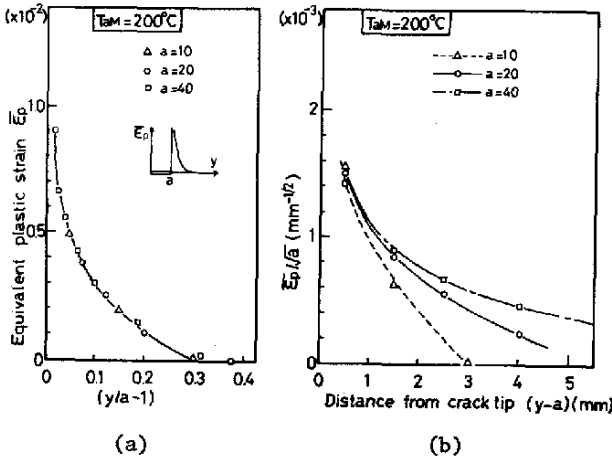 (x10⁻²)
TaM=200°C
△ a=10
○ a=20
□ a=40
Equivalent plastic strain ε̄p
1.0
0.5
0
ε̄p
a
y
0 0.1 0.2 0.3 0.4
(y/a-1)
(a)
(x10⁻³)
TaM=200°C
a=10
a=20
a=40
ε̄p/√a (mm⁻¹/²)
2
1
0
0 1 2 3 4 5
Distance from crack tip (y-a)(mm)
(b)